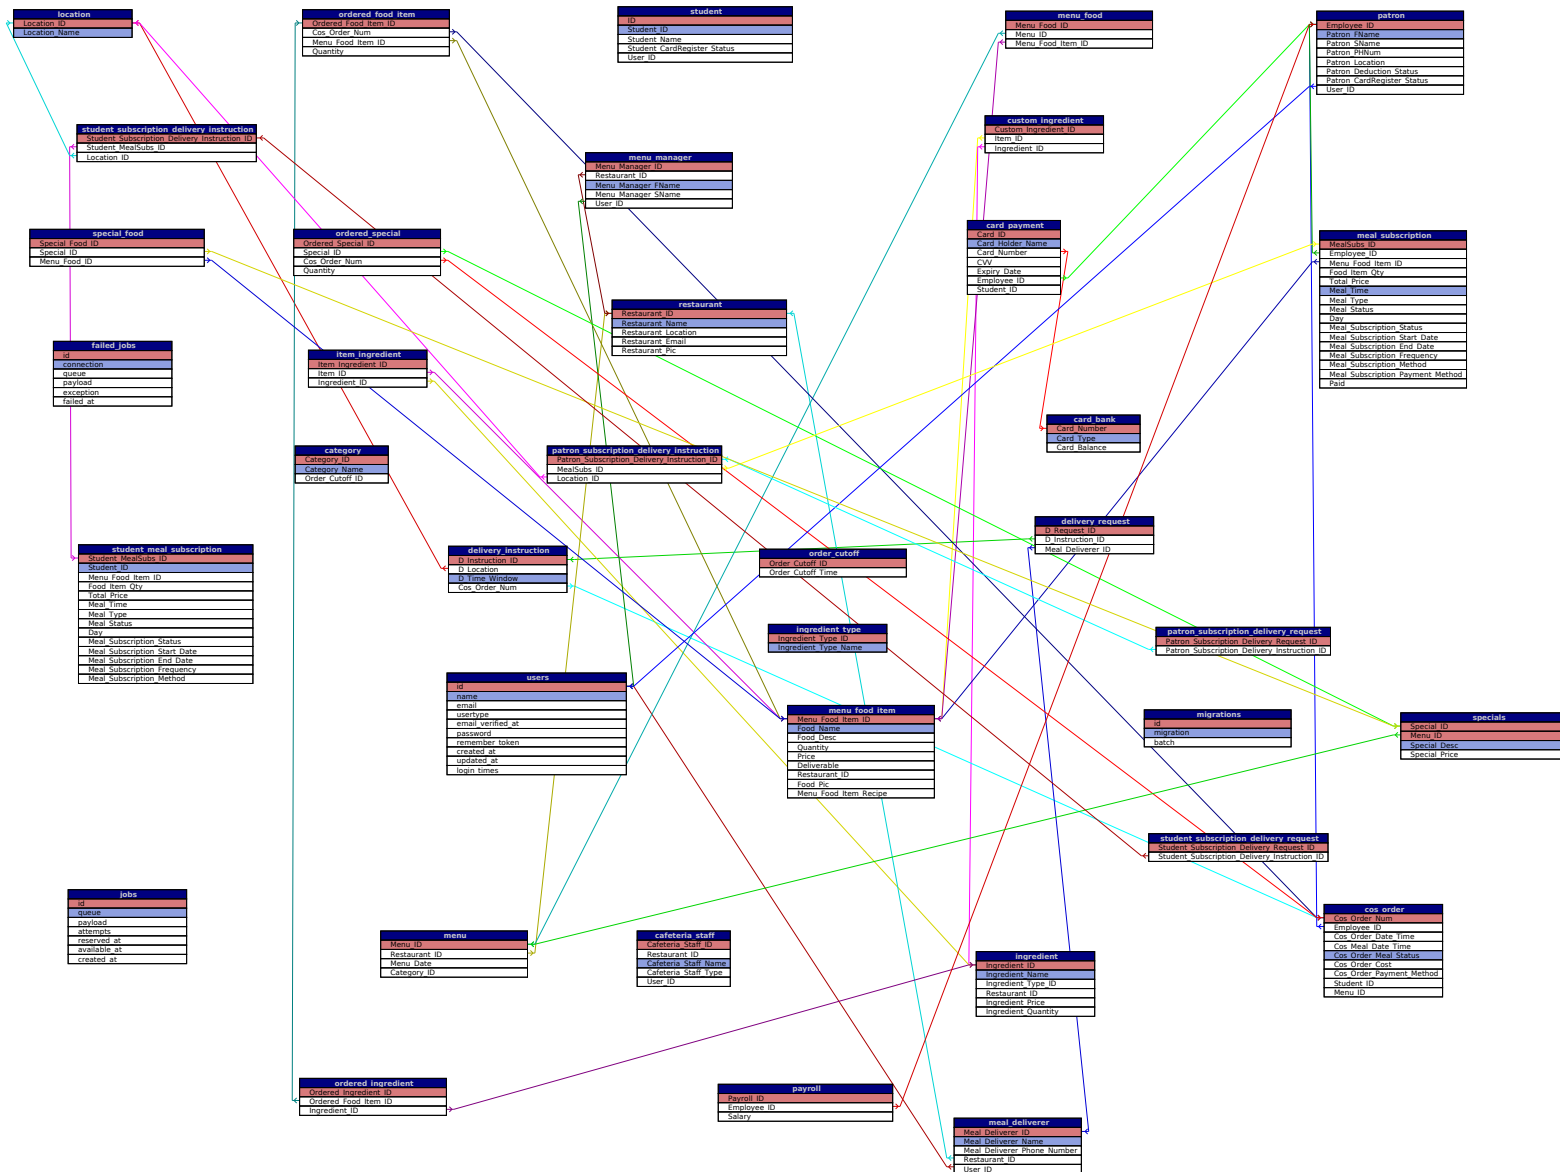 location
Location_ID
Location_Name
ordered_food_item
Ordered_Food_Item_ID
Cos_Order_Num
Menu_Food_Item_ID
Quantity
student
ID
Student_ID
Student_Name
Student_CardRegister_Status
User_ID
menu_food
Menu_Food_ID
Menu_ID
Menu_Food_Item_ID
patron
Employee_ID
Patron_FName
Patron_SName
Patron_PHNum
Patron_Location
Patron_Deduction_Status
Patron_CardRegister_Status
User_ID
student_subscription_delivery_instruction
Student_Subscription_Delivery_Instruction_ID
Student_MealSubs_ID
Location_ID
menu_manager
Menu_Manager_ID
Restaurant_ID
Menu_Manager_FName
Menu_Manager_SName
User_ID
custom_ingredient
Custom_Ingredient_ID
Item_ID
Ingredient_ID
special_food
Special_Food_ID
Special_ID
Menu_Food_ID
ordered_special
Ordered_Special_ID
Special_ID
Cos_Order_Num
Quantity
card_payment
Card_ID
Card_Holder_Name
Card_Number
CVV
Expiry_Date
Employee_ID
Student_ID
meal_subscription
MealSubs_ID
Employee_ID
Menu_Food_Item_ID
Food_Item_Qty
Total_Price
Meal_Time
Meal_Type
Meal_Status
Day
Meal_Subscription_Status
Meal_Subscription_Start_Date
Meal_Subscription_End_Date
Meal_Subscription_Frequency
Meal_Subscription_Method
Meal_Subscription_Payment_Method
Paid
restaurant
Restaurant_ID
Restaurant_Name
Restaurant_Location
Restaurant_Email
Restaurant_Pic
failed_jobs
id
connection
queue
payload
exception
failed_at
item_ingredient
Item_Ingredient_ID
Item_ID
Ingredient_ID
card_bank
Card_Number
Card_Type
Card_Balance
category
Category_ID
Category_Name
Order_Cutoff_ID
patron_subscription_delivery_instruction
Patron_Subscription_Delivery_Instruction_ID
MealSubs_ID
Location_ID
delivery_request
D_Request_ID
D_Instruction_ID
Meal_Deliverer_ID
student_meal_subscription
Student_MealSubs_ID
Student_ID
Menu_Food_Item_ID
Food_Item_Qty
Total_Price
Meal_Time
Meal_Type
Meal_Status
Day
Meal_Subscription_Status
Meal_Subscription_Start_Date
Meal_Subscription_End_Date
Meal_Subscription_Frequency
Meal_Subscription_Method
delivery_instruction
D_Instruction_ID
D_Location
D_Time_Window
Cos_Order_Num
order_cutoff
Order_Cutoff_ID
Order_Cutoff_Time
ingredient_type
Ingredient_Type_ID
Ingredient_Type_Name
patron_subscription_delivery_request
Patron_Subscription_Delivery_Request_ID
Patron_Subscription_Delivery_Instruction_ID
users
id
name
email
usertype
email_verified_at
password
remember_token
created_at
updated_at
login_times
menu_food_item
Menu_Food_Item_ID
Food_Name
Food_Desc
Quantity
Price
Deliverable
Restaurant_ID
Food_Pic
Menu_Food_Item_Recipe
migrations
id
migration
batch
specials
Special_ID
Menu_ID
Special_Desc
Special_Price
student_subscription_delivery_request
Student_Subscription_Delivery_Request_ID
Student_Subscription_Delivery_Instruction_ID
jobs
id
queue
payload
attempts
reserved_at
available_at
created_at
menu
Menu_ID
Restaurant_ID
Menu_Date
Category_ID
cafeteria_staff
Cafeteria_Staff_ID
Restaurant_ID
Cafeteria_Staff_Name
Cafeteria_Staff_Type
User_ID
ingredient
Ingredient_ID
Ingredient_Name
Ingredient_Type_ID
Restaurant_ID
Ingredient_Price
Ingredient_Quantity
cos_order
Cos_Order_Num
Employee_ID
Cos_Order_Date_Time
Cos_Meal_Date_Time
Cos_Order_Meal_Status
Cos_Order_Cost
Cos_Order_Payment_Method
Student_ID
Menu_ID
ordered_ingredient
Ordered_Ingredient_ID
Ordered_Food_Item_ID
Ingredient_ID
payroll
Payroll_ID
Employee_ID
Salary
meal_deliverer
Meal_Deliverer_ID
Meal_Deliverer_Name
Meal_Deliverer_Phone_Number
Restaurant_ID
User_ID